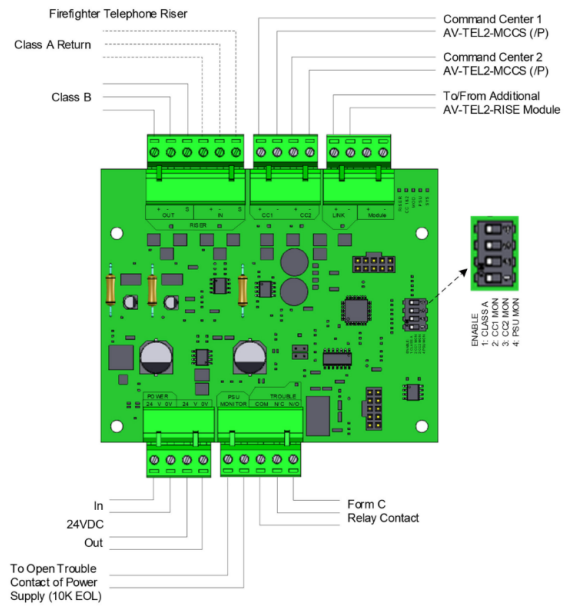 Firefighter Telephone Riser
Class A Return
Class B
Command Center 1
AV-TEL2-MCCS (/P)
Command Center 2
AV-TEL2-MCCS (/P)
To/From Additional
AV-TEL2-RISE Module
+ - S + - S
OUT IN
RISER
+ - + -
CC1 CC2
+ - + -
LINK Module
ENABLE
1: CLASS A
2: CC1 MON
3: CC2 MON
4: PSU MON
POWER
24 V 0V 24 V 0V
PSU
MONITOR
TROUBLE
COM N/C N/O
In
24VDC
Out
To Open Trouble
Contact of Power
Supply (10K EOL)
Form C
Relay Contact